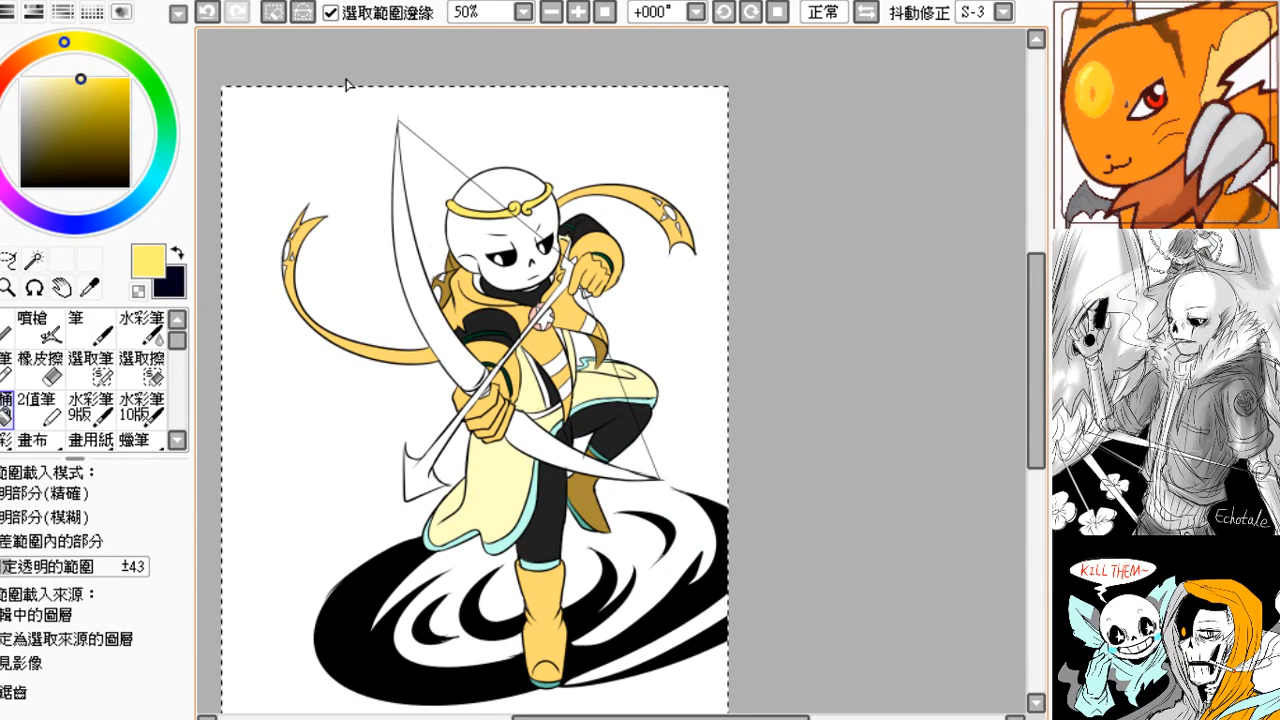 選取範圍邊緣 50% +000° 正常 抖動修正 S-3
噴槍 筆 水彩筆
筆 橡皮擦 選取筆 選取擦
桶 2值筆 水彩筆9版 水彩筆10版
彩 畫布 畫用紙 蠟筆
範圍載入模式：
明部分(精確)
明部分(模糊)
差範圍內的部分
定透明的範圍 ±43
範圍載入來源：
輯中的圖層
定為選取來源的圖層
見影像
鋸齒
Echotale
KILL THEM~